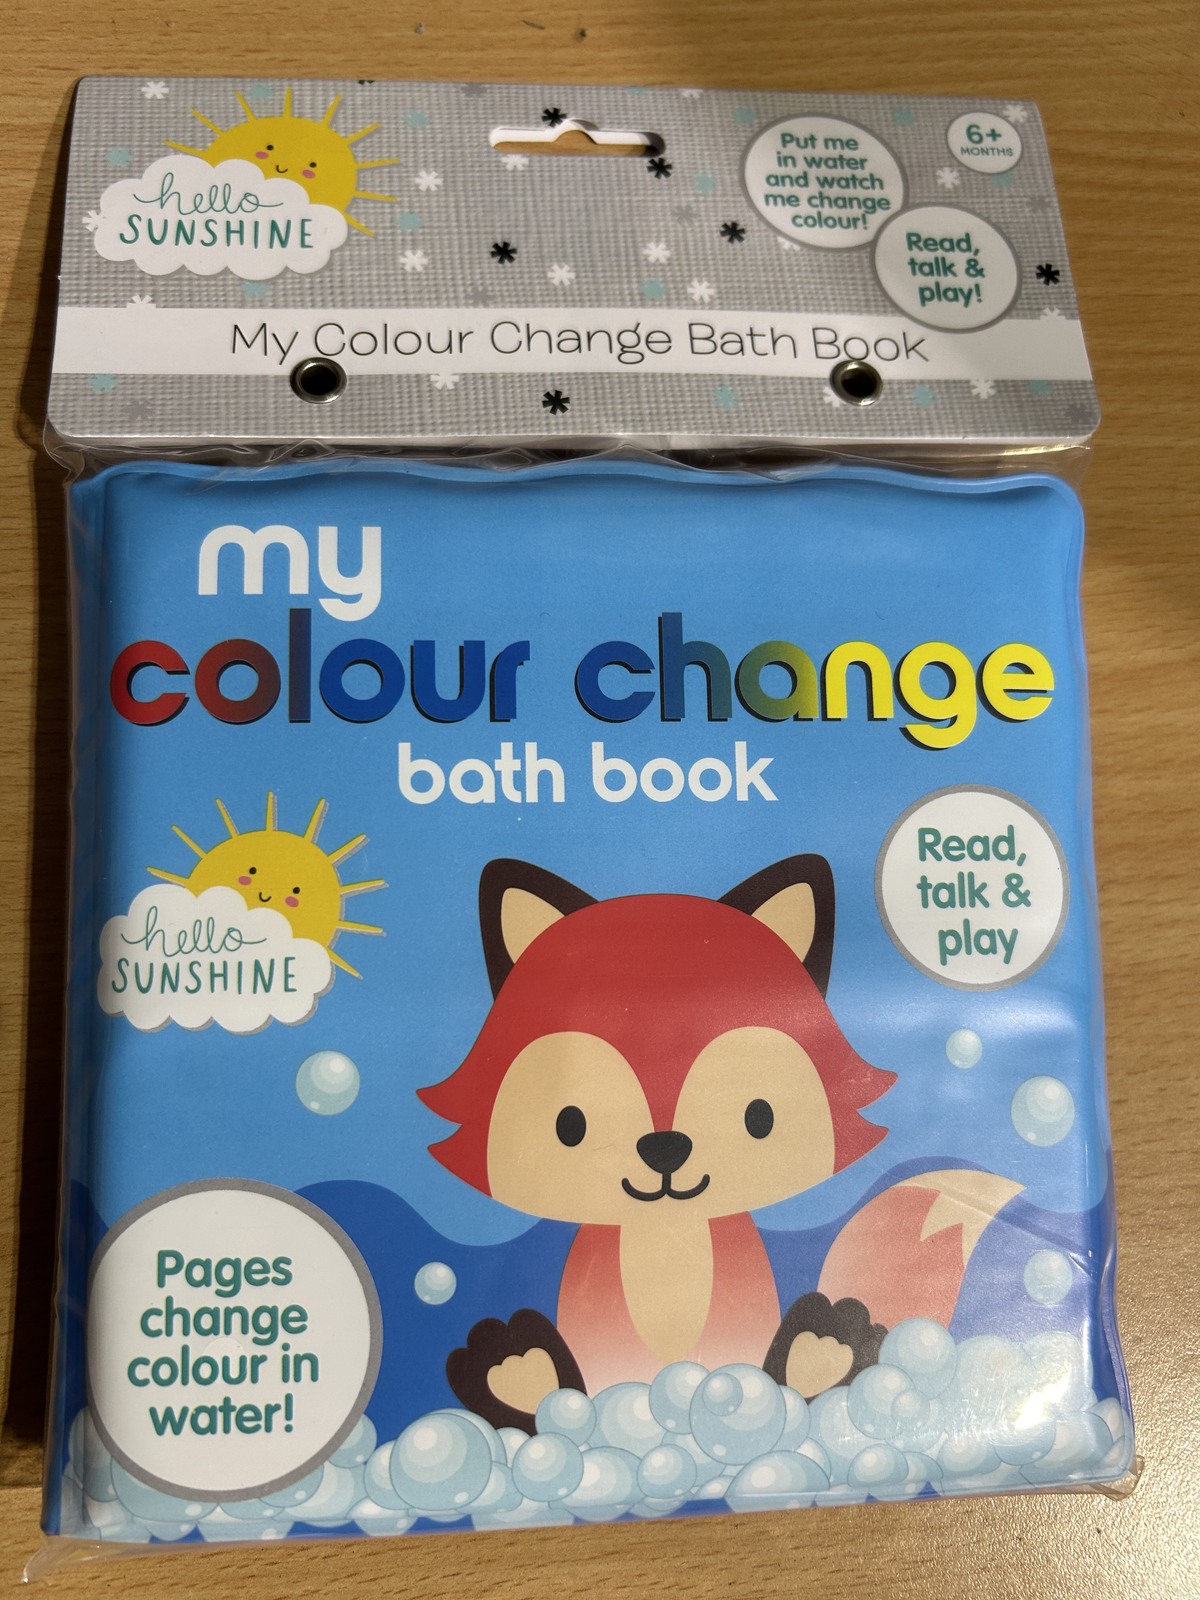 hello
SUNSHINE
Put me
in water
and watch
me change
colour!
6+
MONTHS
Read,
talk &
play!
My Colour Change Bath Book
my
colour change
bath book
hello
SUNSHINE
Read,
talk &
play
Pages
change
colour in
water!